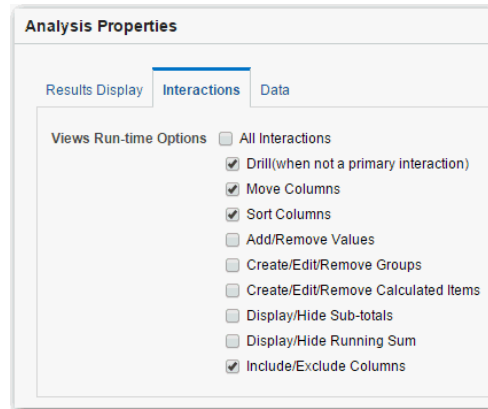 Analysis Properties
Results Display Interactions Data
Views Run-time Options All Interactions
Drill(when not a primary interaction)
Move Columns
Sort Columns
Add/Remove Values
Create/Edit/Remove Groups
Create/Edit/Remove Calculated Items
Display/Hide Sub-totals
Display/Hide Running Sum
Include/Exclude Columns